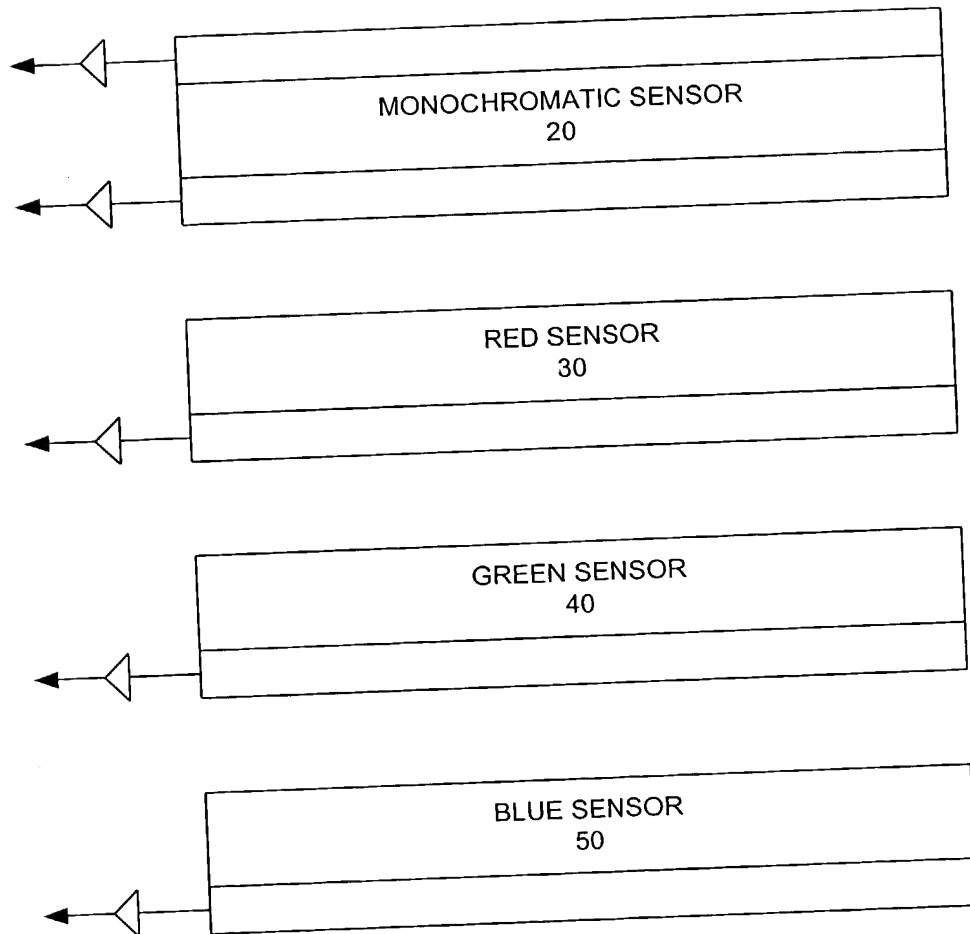 MONOCHROMATIC SENSOR
20
RED SENSOR
30
GREEN SENSOR
40
BLUE SENSOR
50